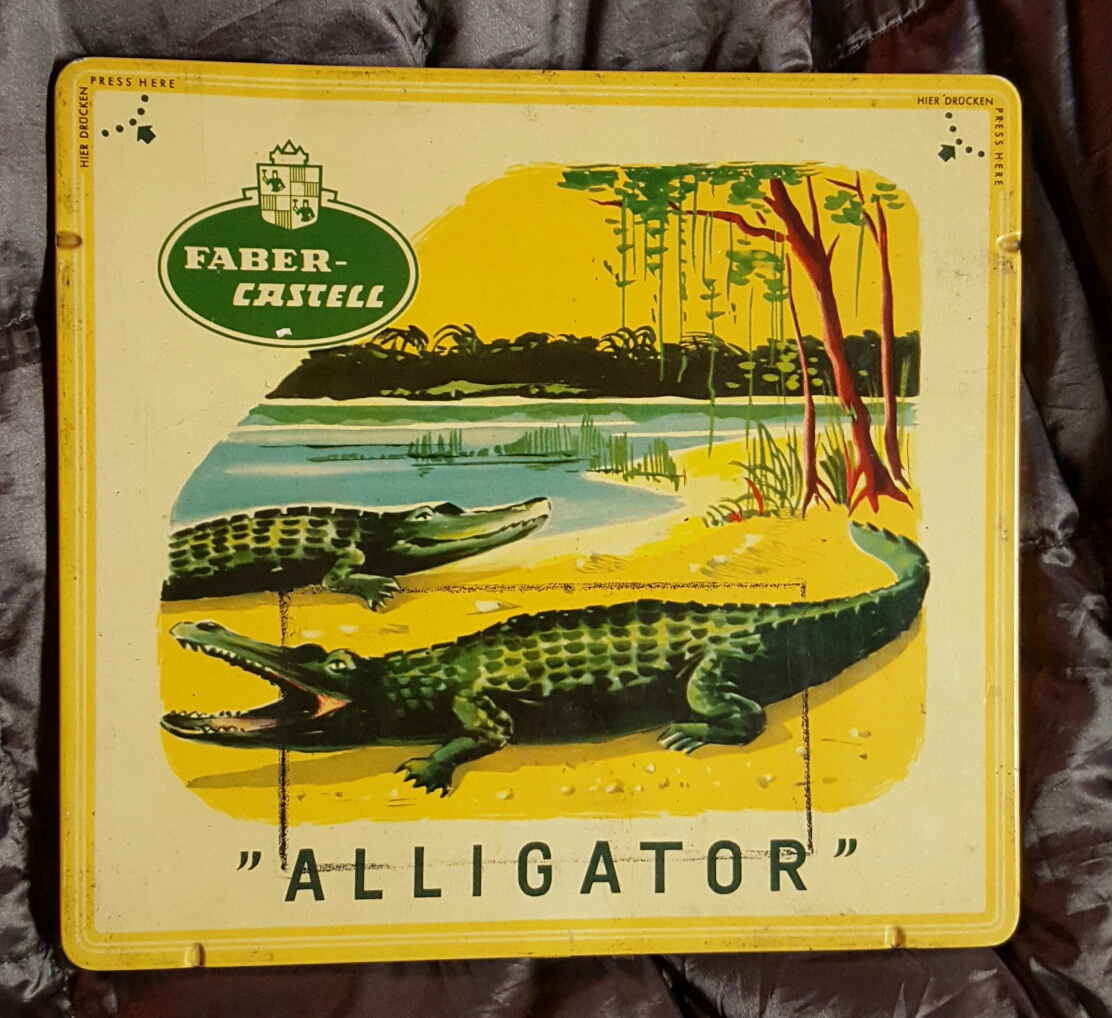 PRESS HERE
HIER DRÜCKEN
HIER DRÜCKEN
PRESS HERE
FABER-
CASTELL
"ALLIGATOR"